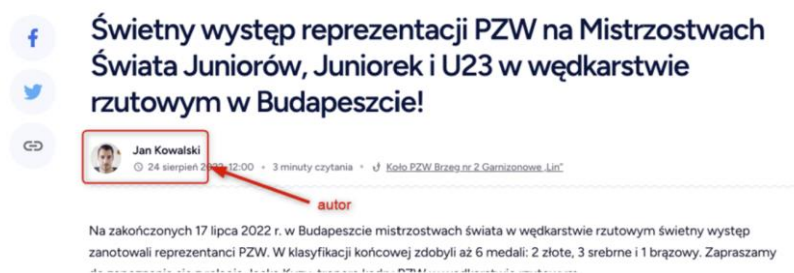 Świetny występ reprezentacji PZW na Mistrzostwach
Świata Juniorów, Juniorek i U23 w wędkarstwie
rzutowym w Budapeszcie!
Jan Kowalski
24 sierpień 2022, 12:00 • 3 minuty czytania • Koło PZW Brzeg nr 2 Garnizonowe „Lin”
autor
Na zakończonych 17 lipca 2022 r. w Budapeszcie mistrzostwach świata w wędkarstwie rzutowym świetny występ
zanotowali reprezentanci PZW. W klasyfikacji końcowej zdobyli aż 6 medali: 2 złote, 3 srebrne i 1 brązowy. Zapraszamy